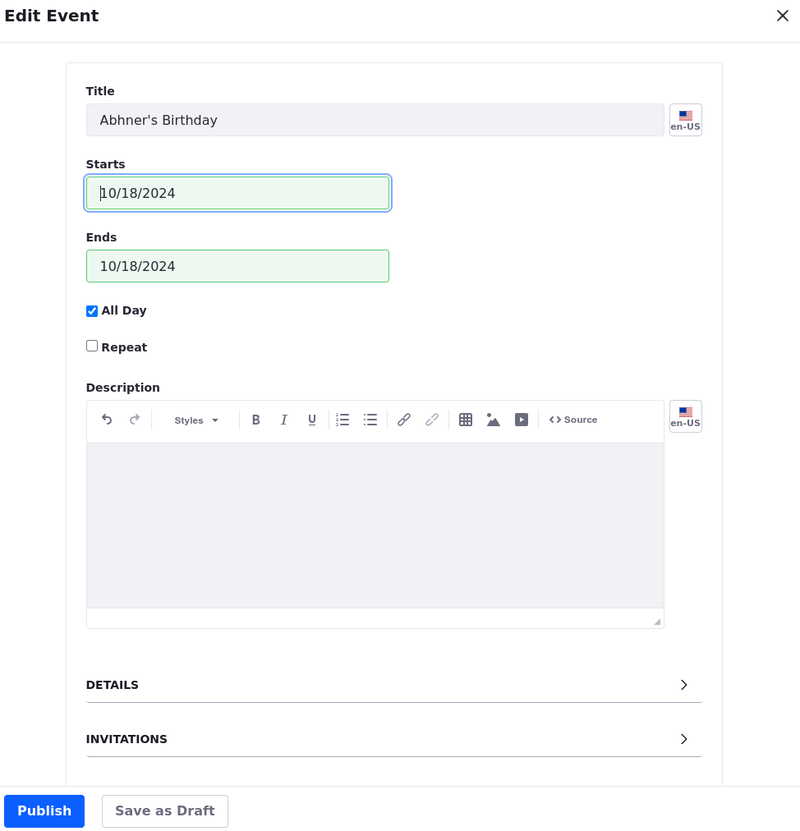 Edit Event
Title
Abhner's Birthday
en-US
Starts
10/18/2024
Ends
10/18/2024
All Day
Repeat
Description
Styles B I U Source
en-US
DETAILS
INVITATIONS
Publish Save as Draft